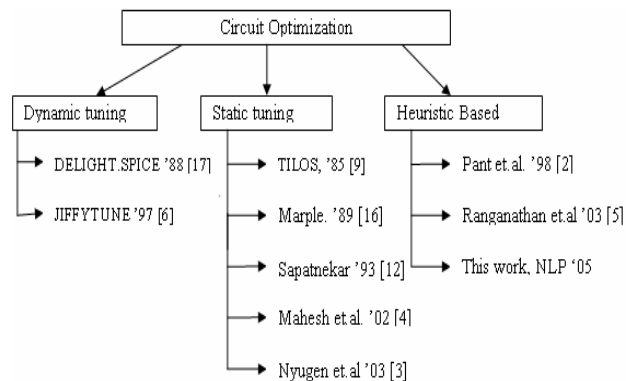 Circuit Optimization
Dynamic tuning
DELIGHT.SPICE '88 [17]
JIFFYTUNE '97 [6]
Static tuning
TILOS, '85 [9]
Marple. '89 [16]
Sapatnekar '93 [12]
Mahesh et.al. '02 [4]
Nyugen et.al '03 [3]
Heuristic Based
Pant et.al. '98 [2]
Ranganathan et.al '03 [5]
This work, NLP '05